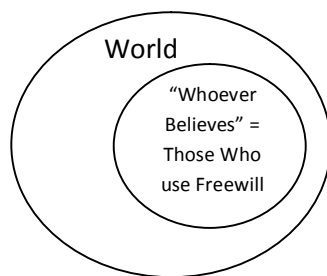 World
“Whoever
Believes” =
Those Who
use Freewill